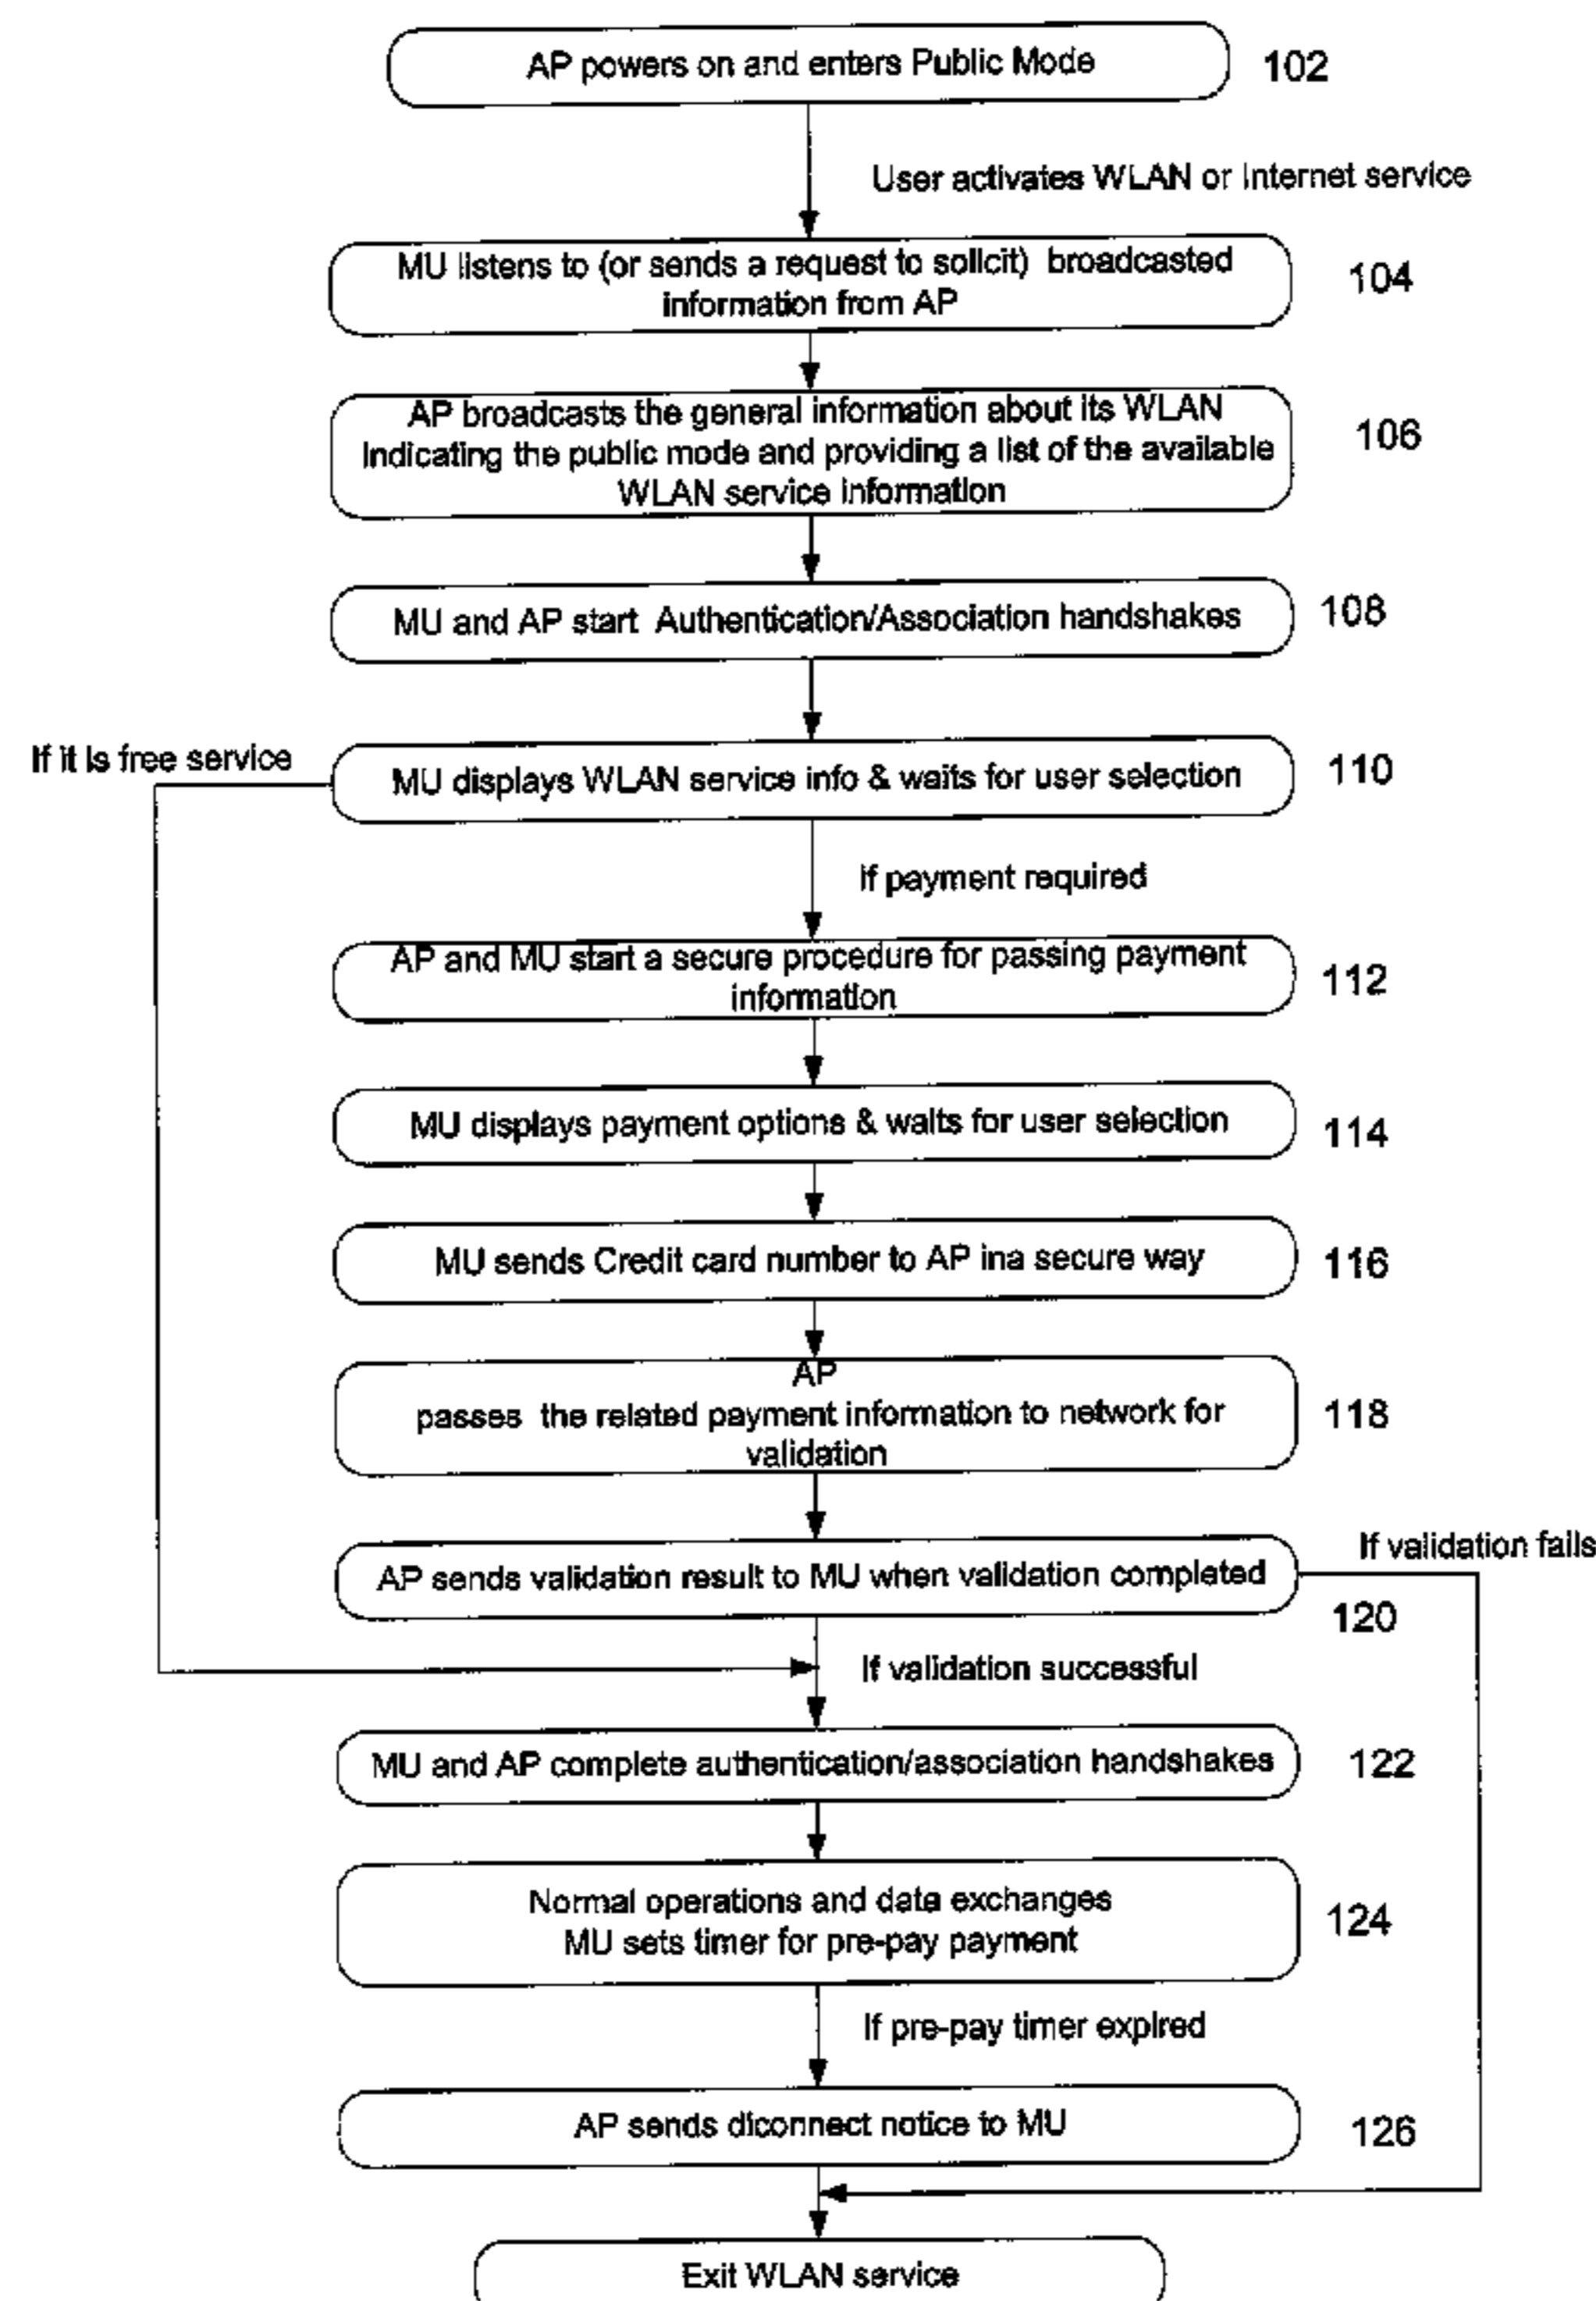 AP powers on and enters Public Mode
102
User activates WLAN or Internet service
MU listens to (or sends a request to solicit) broadcasted
information from AP
104
AP broadcasts the general information about its WLAN
Indicating the public mode and providing a list of the available
WLAN service Information
106
MU and AP start Authentication/Association handshakes
108
If it is free service
MU displays WLAN service info & waits for user selection
110
If payment required
AP and MU start a secure procedure for passing payment
information
112
MU displays payment options & waits for user selection
114
MU sends Credit card number to AP ina secure way
116
AP
passes the related payment information to network for
validation
118
If validation fails
AP sends validation result to MU when validation completed
120
If validation successful
MU and AP complete authentication/association handshakes
122
Normal operations and data exchanges
MU sets timer for pre-pay payment
124
If pre-pay timer expired
AP sends diconnect notice to MU
126
Exit WLAN service